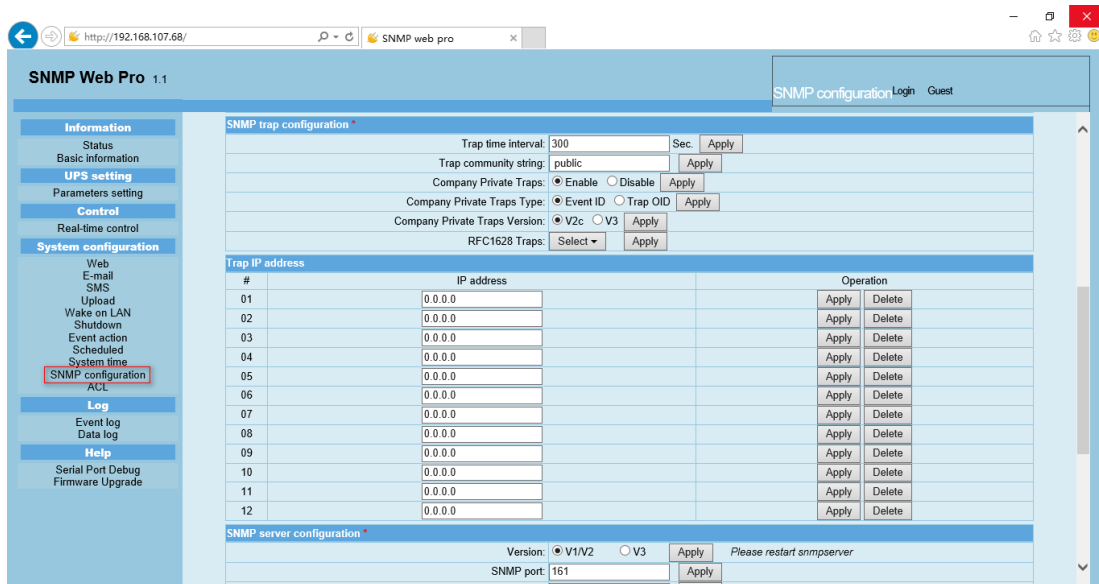 http://192.168.107.68/
SNMP web pro
SNMP Web Pro 1.1
SNMP configuration Login Guest
Information
Status
Basic information
UPS setting
Parameters setting
Control
Real-time control
System configuration
Web
E-mail
SMS
Upload
Wake on LAN
Shutdown
Event action
Scheduled
System time
SNMP configuration
ACL
Log
Event log
Data log
Help
Serial Port Debug
Firmware Upgrade
SNMP trap configuration *
Trap time interval: 300 Sec. Apply
Trap community string: public Apply
Company Private Traps: Enable Disable Apply
Company Private Traps Type: Event ID Trap OID Apply
Company Private Traps Version: V2c V3 Apply
RFC1628 Traps: Select Apply
Trap IP address
# IP address Operation
01 0.0.0.0 Apply Delete
02 0.0.0.0 Apply Delete
03 0.0.0.0 Apply Delete
04 0.0.0.0 Apply Delete
05 0.0.0.0 Apply Delete
06 0.0.0.0 Apply Delete
07 0.0.0.0 Apply Delete
08 0.0.0.0 Apply Delete
09 0.0.0.0 Apply Delete
10 0.0.0.0 Apply Delete
11 0.0.0.0 Apply Delete
12 0.0.0.0 Apply Delete
SNMP server configuration *
Version: V1/V2 V3 Apply Please restart snmpserver
SNMP port: 161 Apply